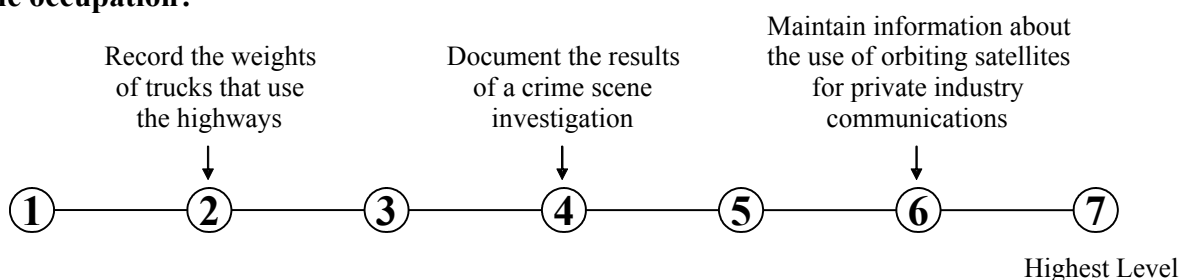 Record the weights
of trucks that use
the highways
Document the results
of a crime scene
investigation
Maintain information about
the use of orbiting satellites
for private industry
communications
1 2 3 4 5 6 7
Highest Level